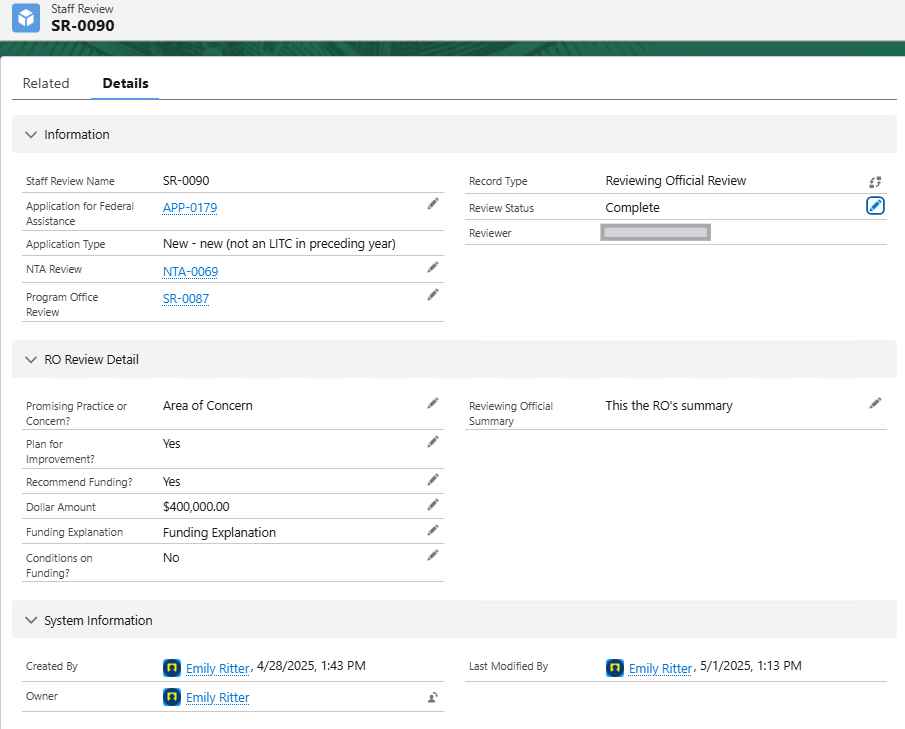 Staff Review
SR-0090
Related Details
Information
Staff Review Name SR-0090
Record Type Reviewing Official Review
Application for Federal
Assistance
APP-0179
Review Status Complete
Reviewer
Application Type New - new (not an LITC in preceding year)
NTA Review NTA-0069
Program Office
Review
SR-0087
RO Review Detail
Promising Practice or
Concern?
Area of Concern
Reviewing Official
Summary
This the RO's summary
Plan for
Improvement?
Yes
Recommend Funding? Yes
Dollar Amount $400,000.00
Funding Explanation Funding Explanation
Conditions on
Funding?
No
System Information
Created By Emily Ritter, 4/28/2025, 1:43 PM
Last Modified By Emily Ritter, 5/1/2025, 1:13 PM
Owner Emily Ritter